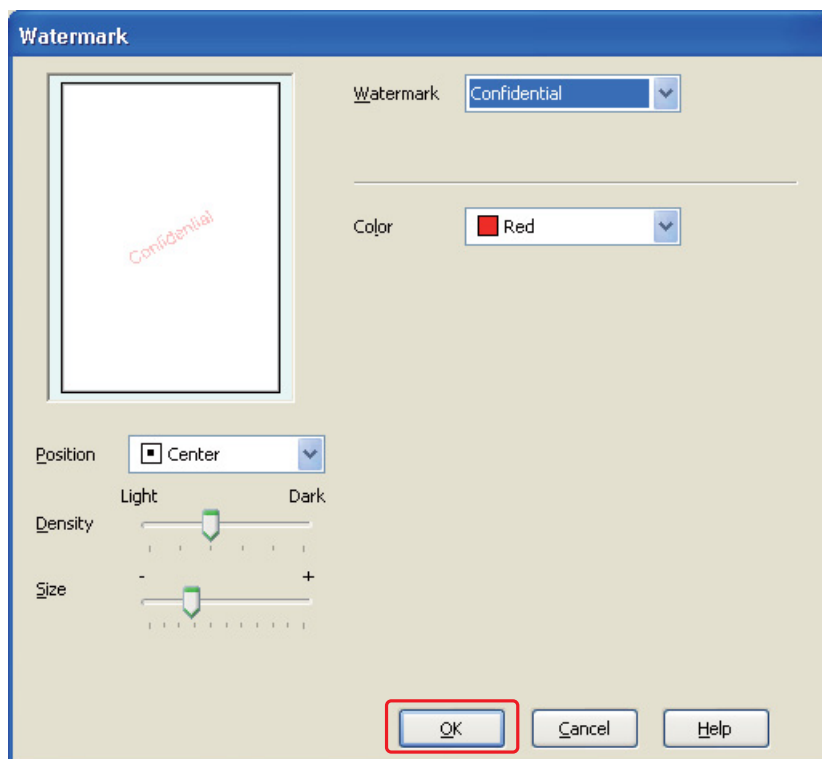 Watermark
Watermark Confidential
Confidential
Color Red
Position Center
Light Dark
Density
- +
Size
OK Cancel Help